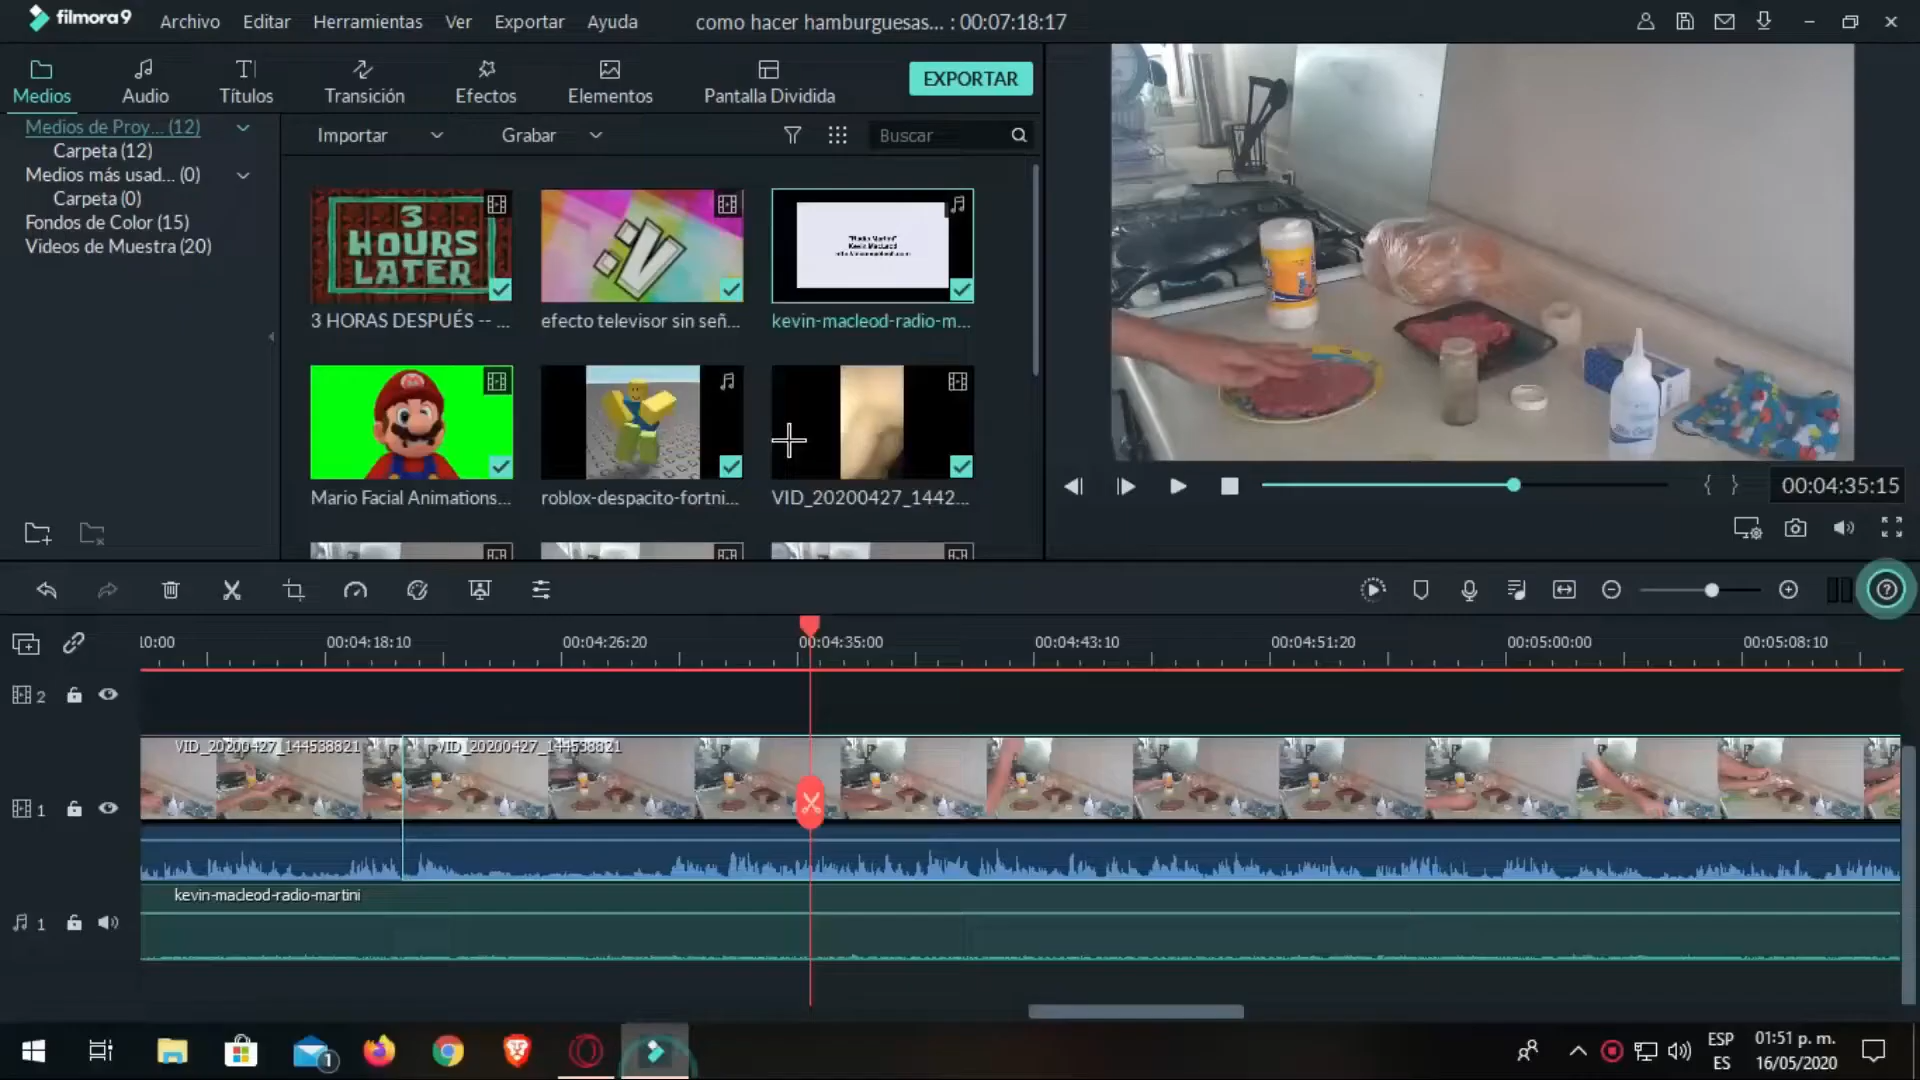 filmora9 Archivo Editar Herramientas Ver Exportar Ayuda como hacer hamburguesas... : 00:07:18:17
Medios Audio Títulos Transición Efectos Elementos Pantalla Dividida EXPORTAR
Medios de Proy... (12)
Carpeta (12)
Medios más usad... (0)
Carpeta (0)
Fondos de Color (15)
Videos de Muestra (20)
Importar Grabar Buscar
3
HOURS
LATER
:V
"Radio Martini"
Kevin MacLeod
3 HORAS DESPUÉS -- ... efecto televisor sin señ... kevin-macleod-radio-m...
Mario Facial Animations... roblox-despacito-fortni... VID_20200427_1442...
00:04:35:15
00:04:18:10 00:04:26:20 00:04:35:00 00:04:43:10 00:04:51:20 00:05:00:00 00:05:08:10
2
VID_20200427_144538821 VID_20200427_144538821
1
kevin-macleod-radio-martini
1
1
ESP
ES
01:51 p. m.
16/05/2020